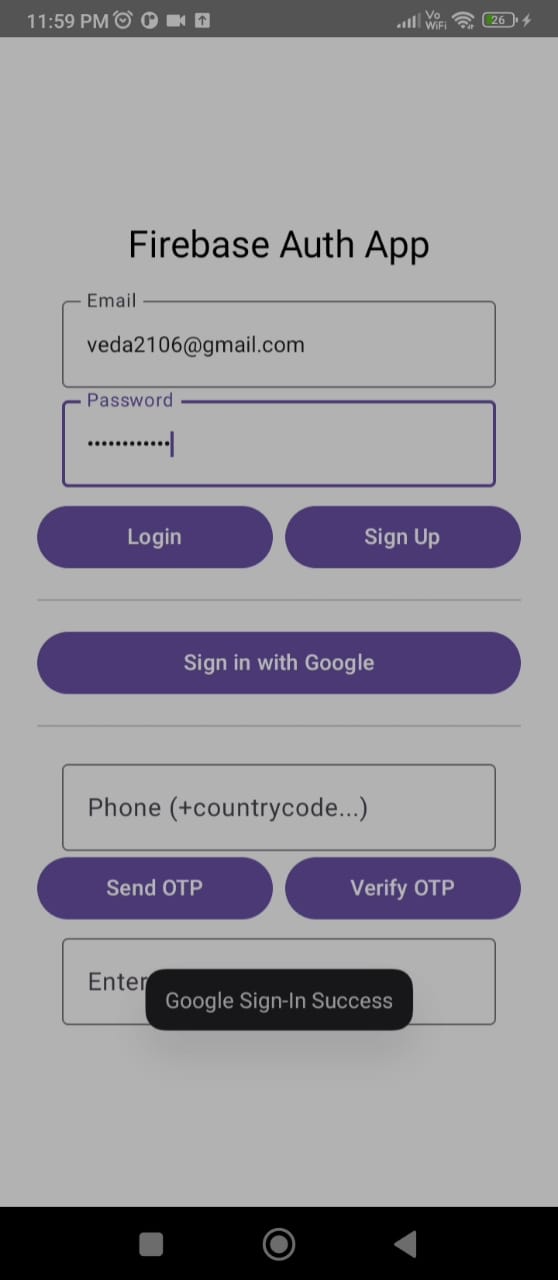 11:59 PM Vo WiFi 26
Firebase Auth App
Email
veda2106@gmail.com
Password
••••••••••••
Login Sign Up
Sign in with Google
Phone (+countrycode...)
Send OTP Verify OTP
Enter
Google Sign-In Success